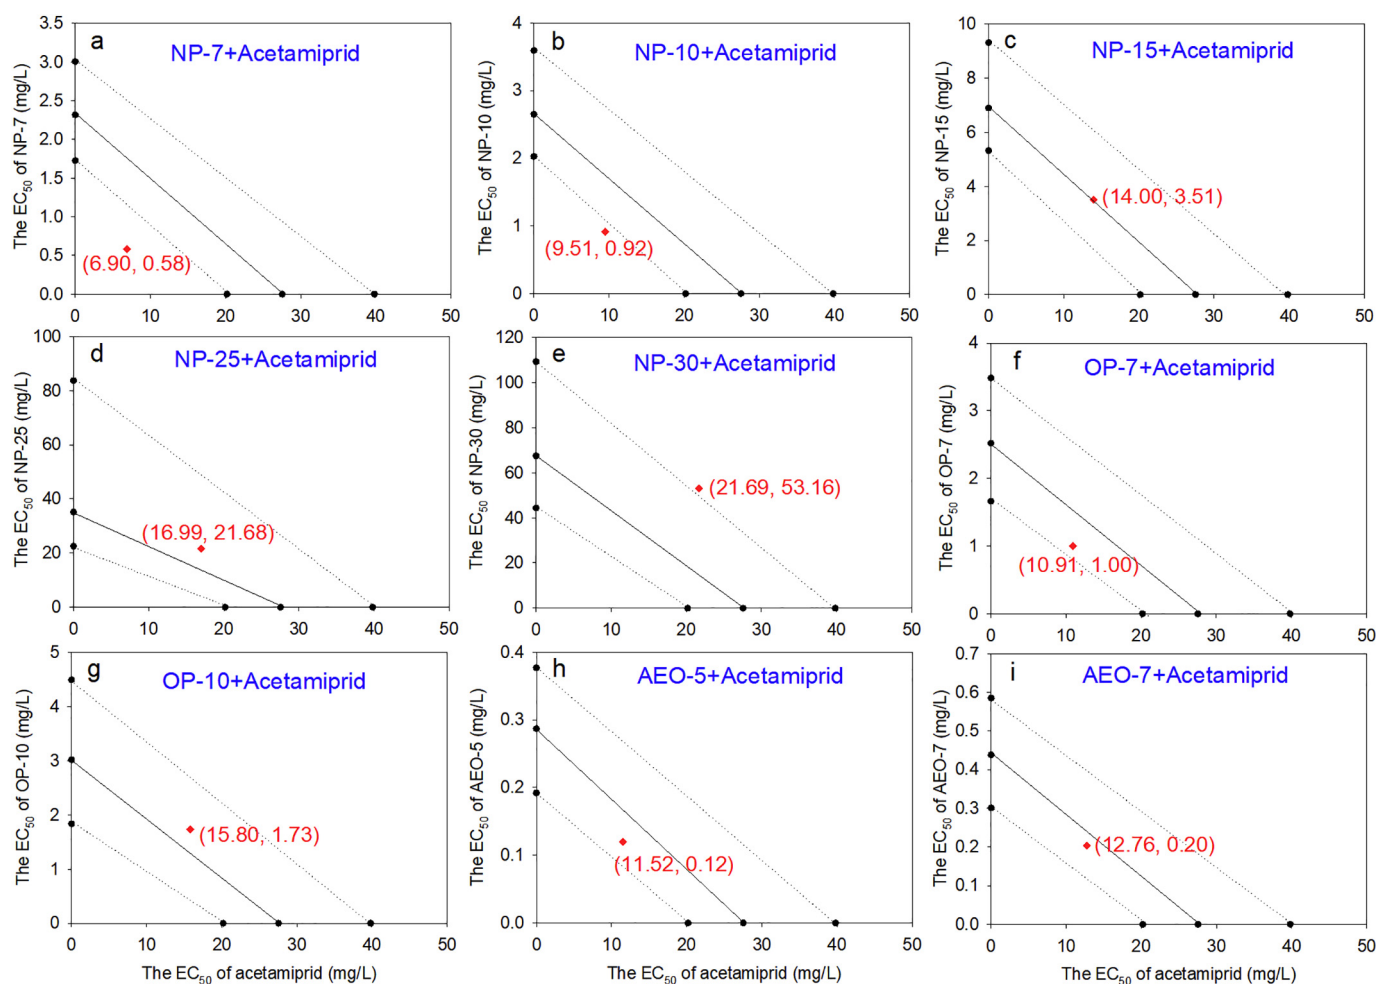 a
NP-7+Acetamiprid
The EC50 of NP-7 (mg/L)
3.5
3.0
2.5
2.0
1.5
1.0
0.5
0.0
(6.90, 0.58)
0 10 20 30 40 50
b
NP-10+Acetamiprid
The EC50 of NP-10 (mg/L)
4
3
2
1
0
(9.51, 0.92)
0 10 20 30 40 50
c
NP-15+Acetamiprid
The EC50 of NP-15 (mg/L)
10
8
6
4
2
0
(14.00, 3.51)
0 10 20 30 40 50
d
NP-25+Acetamiprid
The EC50 of NP-25 (mg/L)
100
80
60
40
20
0
(16.99, 21.68)
0 10 20 30 40 50
e
NP-30+Acetamiprid
The EC50 of NP-30 (mg/L)
120
100
80
60
40
20
0
(21.69, 53.16)
0 10 20 30 40 50
f
OP-7+Acetamiprid
The EC50 of OP-7 (mg/L)
4
3
2
1
0
(10.91, 1.00)
0 10 20 30 40 50
g
OP-10+Acetamiprid
The EC50 of OP-10 (mg/L)
5
4
3
2
1
0
(15.80, 1.73)
0 10 20 30 40 50
The EC50 of acetamiprid (mg/L)
h
AEO-5+Acetamiprid
The EC50 of AEO-5 (mg/L)
0.4
0.3
0.2
0.1
0.0
(11.52, 0.12)
0 10 20 30 40 50
The EC50 of acetamiprid (mg/L)
i
AEO-7+Acetamiprid
The EC50 of AEO-7 (mg/L)
0.7
0.6
0.5
0.4
0.3
0.2
0.1
0.0
(12.76, 0.20)
0 10 20 30 40 50
The EC50 of acetamiprid (mg/L)